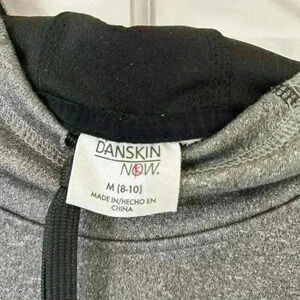 DANSKIN
NOW.
M (8-10)
MADE IN/HECHO EN
CHINA